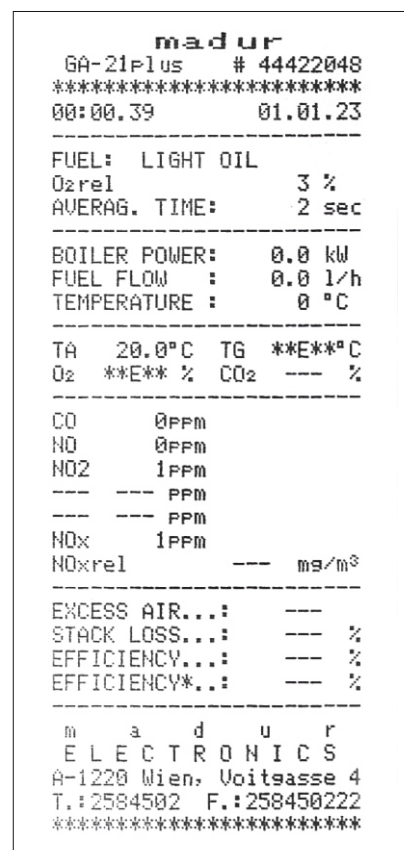 madur
GA-21plus # 44422048
************************
00:00.39 01.01.23
------------------------
FUEL: LIGHT OIL
O₂rel 3 %
AVERAG. TIME: 2 sec
------------------------
BOILER POWER: 0.0 kW
FUEL FLOW : 0.0 l/h
TEMPERATURE : 0 °C
------------------------
TA 20.0°C TG **E**°C
O₂ **E** % CO₂ --- %
------------------------
CO 0ppm
NO 0ppm
NO2 1ppm
--- --- ppm
--- --- ppm
NOx 1ppm
NOxrel --- mg/m³
------------------------
EXCESS AIR...: ---
STACK LOSS...: --- %
EFFICIENCY...: --- %
EFFICIENCY*..: --- %
------------------------
m a d u r
E L E C T R O N I C S
A-1220 Wien, Voitgasse 4
T.:2584502 F.:258450222
************************